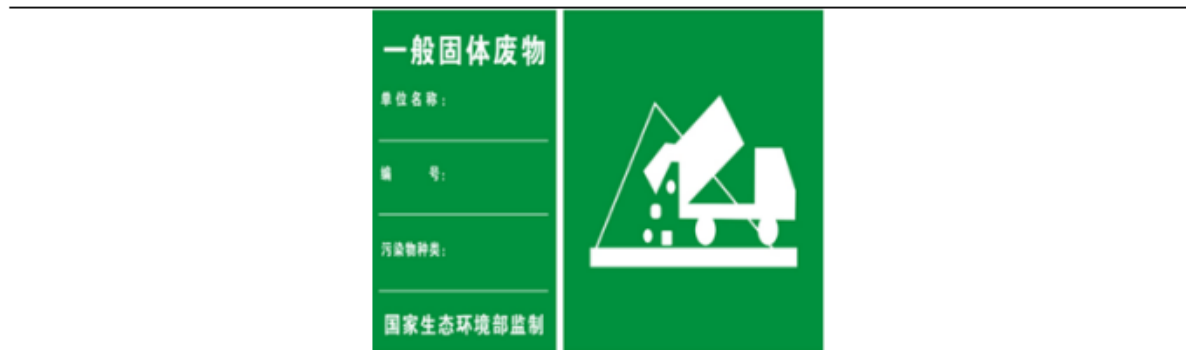 一般固体废物
单位名称：
编 号：
污染物种类：
国家生态环境部监制